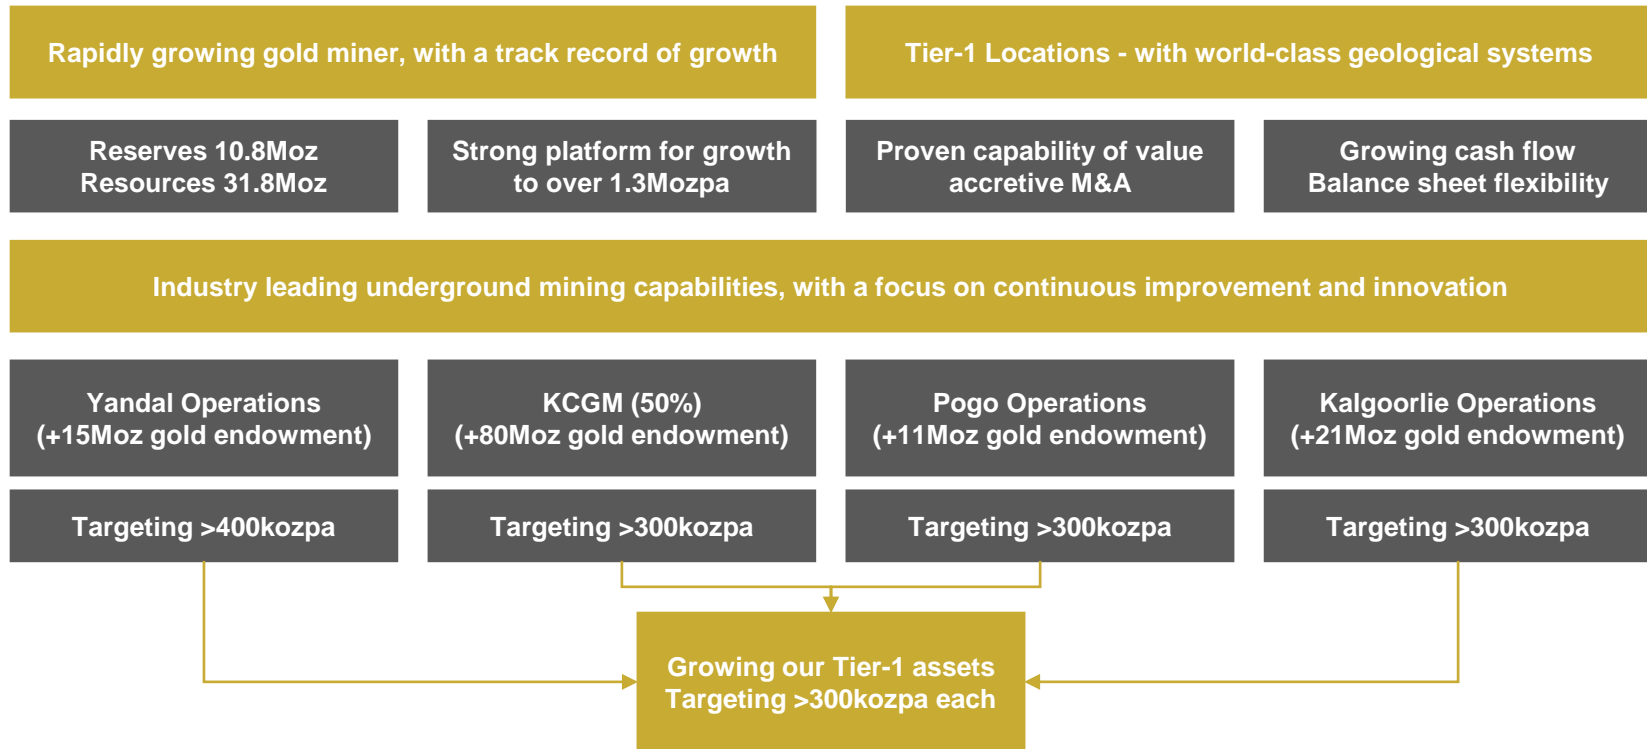 Rapidly growing gold miner, with a track record of growth
Tier-1 Locations - with world-class geological systems
Reserves 10.8Moz
Resources 31.8Moz
Strong platform for growth
to over 1.3Mozpa
Proven capability of value
accretive M&A
Growing cash flow
Balance sheet flexibility
Industry leading underground mining capabilities, with a focus on continuous improvement and innovation
Yandal Operations
(+15Moz gold endowment)
KCGM (50%)
(+80Moz gold endowment)
Pogo Operations
(+11Moz gold endowment)
Kalgoorlie Operations
(+21Moz gold endowment)
Targeting >400kozpa
Targeting >300kozpa
Targeting >300kozpa
Targeting >300kozpa
Growing our Tier-1 assets
Targeting >300kozpa each